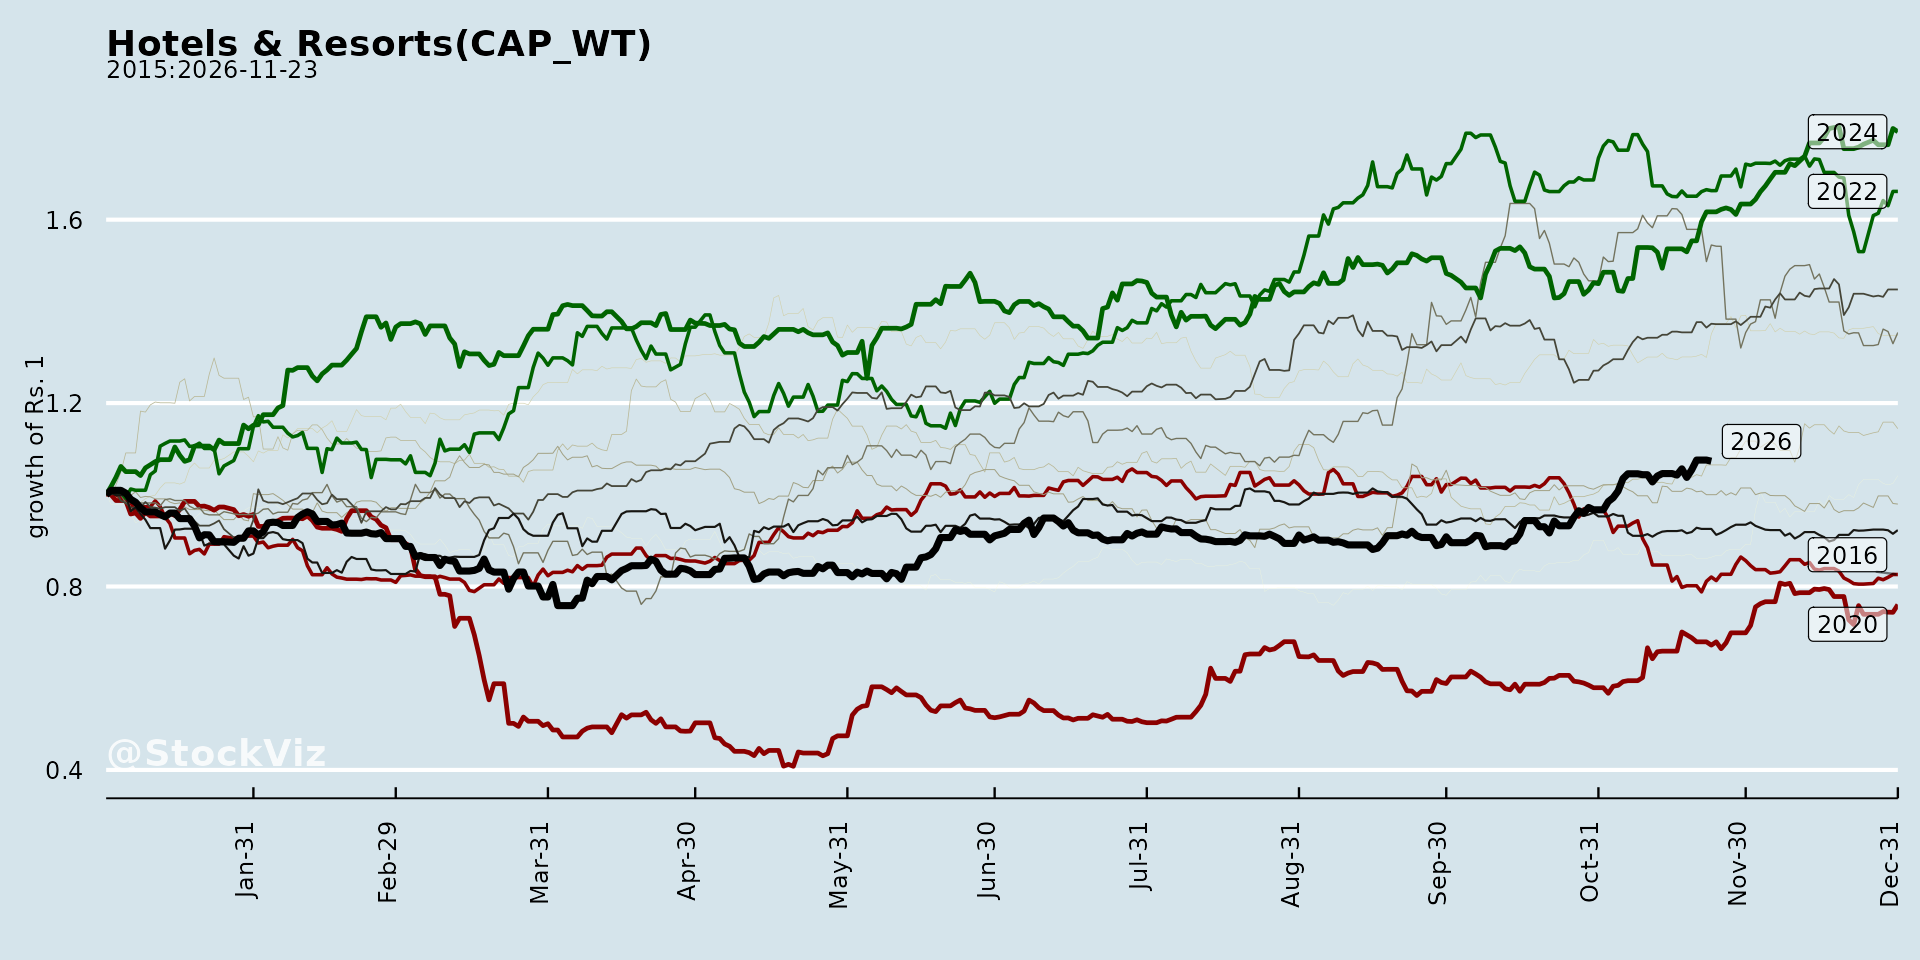 Hotels & Resorts(CAP_WT)
2015:2026-11-23
growth of Rs. 1
1.6
1.2
0.8
0.4
2024
2022
2026
2016
2020
@StockViz
Jan-31
Feb-29
Mar-31
Apr-30
May-31
Jun-30
Jul-31
Aug-31
Sep-30
Oct-31
Nov-30
Dec-31